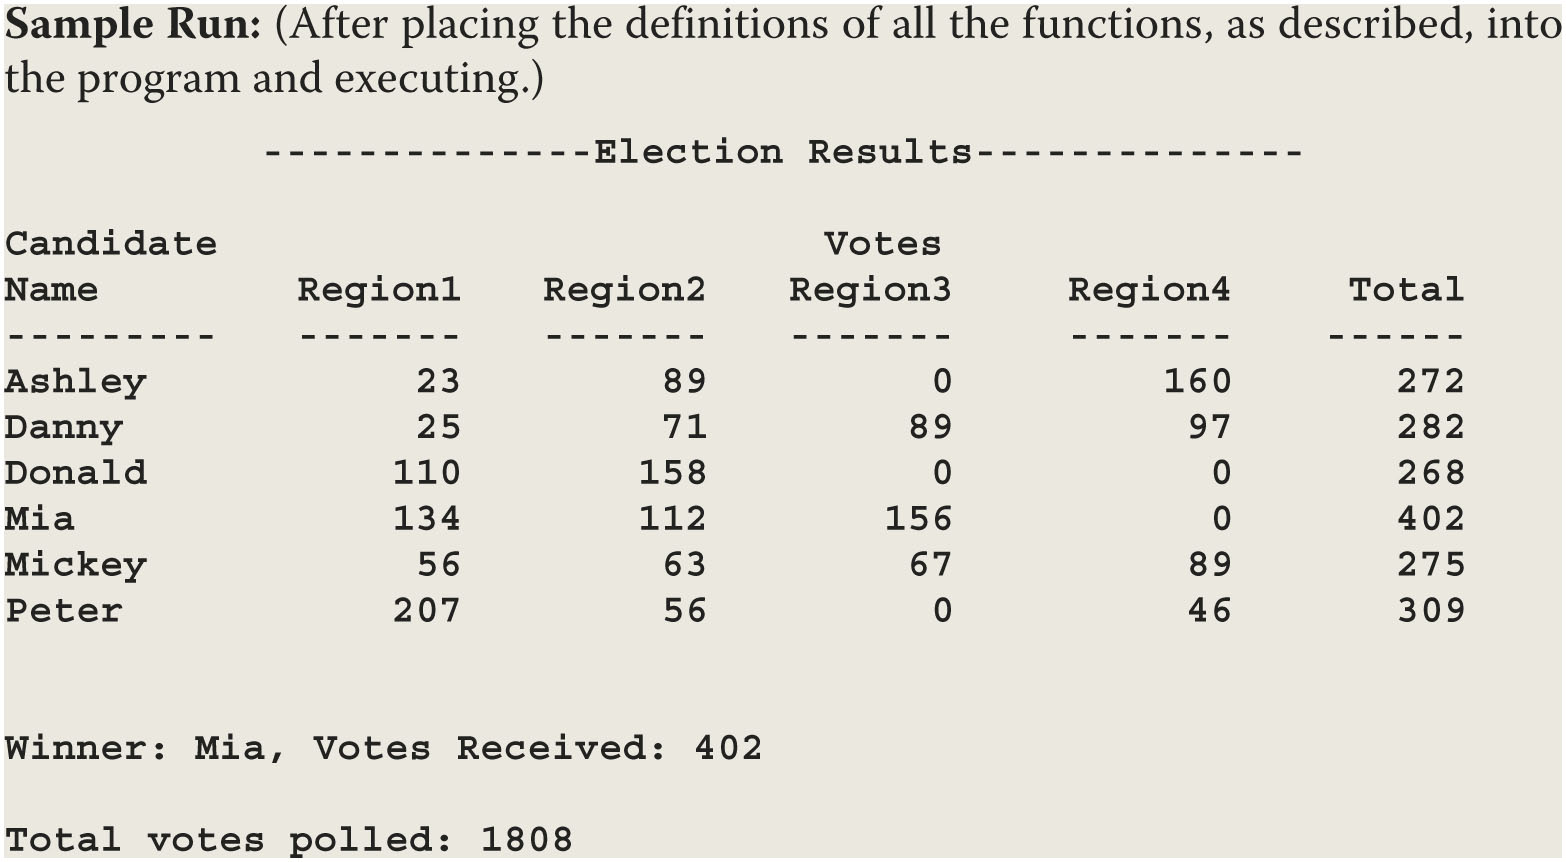 Sample Run: (After placing the definitions of all the functions, as described, into
the program and executing.)
--------------Election Results--------------
Candidate Votes
Name Region1 Region2 Region3 Region4 Total
--------- ------- ------- ------- ------- ------
Ashley 23 89 0 160 272
Danny 25 71 89 97 282
Donald 110 158 0 0 268
Mia 134 112 156 0 402
Mickey 56 63 67 89 275
Peter 207 56 0 46 309
Winner: Mia, Votes Received: 402
Total votes polled: 1808